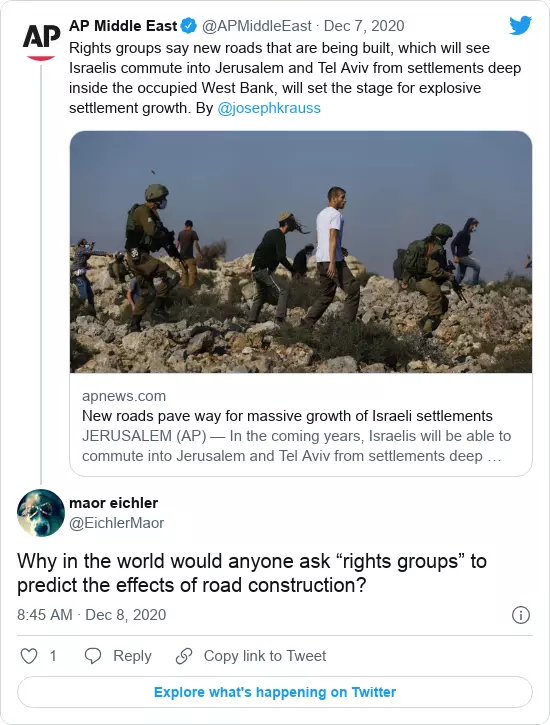 AP
AP Middle East @APMiddleEast · Dec 7, 2020
Rights groups say new roads that are being built, which will see
Israelis commute into Jerusalem and Tel Aviv from settlements deep
inside the occupied West Bank, will set the stage for explosive
settlement growth. By @josephkrauss
apnews.com
New roads pave way for massive growth of Israeli settlements
JERUSALEM (AP) — In the coming years, Israelis will be able to
commute into Jerusalem and Tel Aviv from settlements deep …
maor eichler
@EichlerMaor
Why in the world would anyone ask “rights groups” to
predict the effects of road construction?
8:45 AM · Dec 8, 2020
1 Reply Copy link to Tweet
Explore what's happening on Twitter